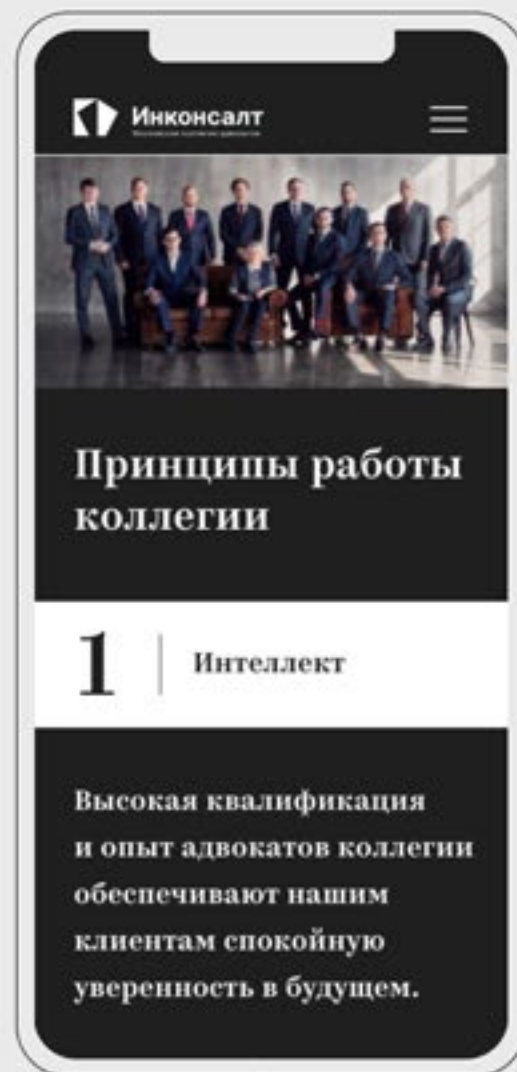 Инконсалт
Принципы работы
коллегии
1
Интеллект
Высокая квалификация
и опыт адвокатов коллегии
обеспечивают нашим
клиентам спокойную
уверенность в будущем.